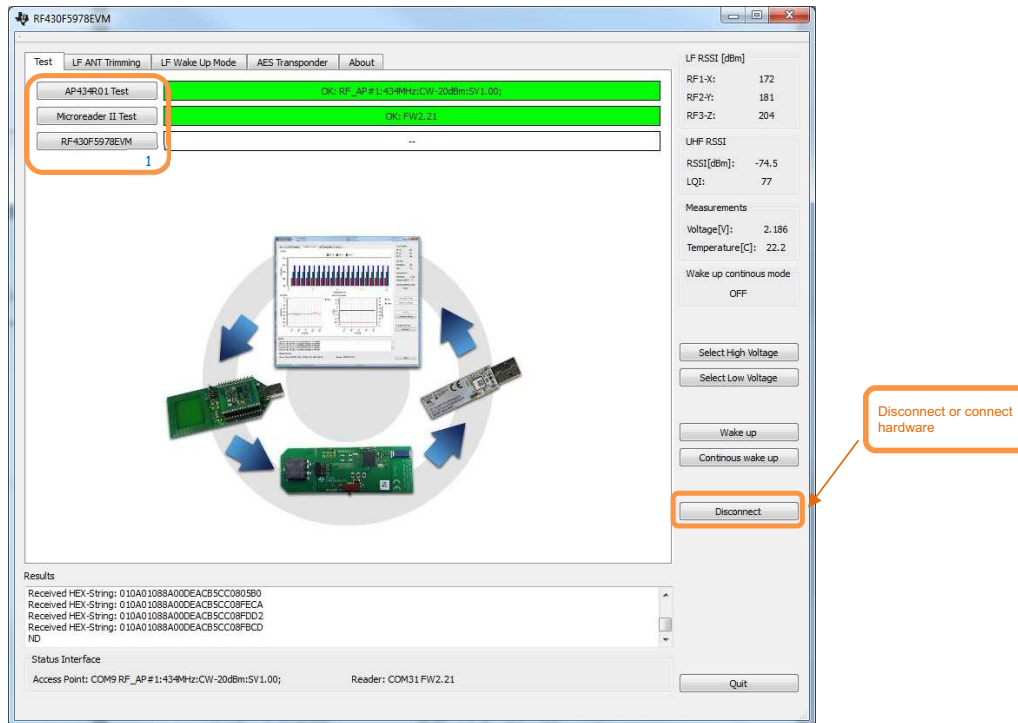 RF430F5978EVM
Test LF ANT Trimming LF Wake Up Mode AES Transponder About
AP434R01 Test
OK: RF_AP#1:434MHz:CW-20dBm:SV1.00;
Microreader II Test
OK: FW2.21
RF430F5978EVM
--
1
LF RSSI [dBm]
RF1-X: 172
RF2-Y: 181
RF3-Z: 204
UHF RSSI
RSSI[dBm]: -74.5
LQI: 77
Measurements
Voltage[V]: 2.186
Temperature[C]: 22.2
Wake up continous mode
OFF
Select High Voltage
Select Low Voltage
Wake up
Continous wake up
Disconnect
Disconnect or connect
hardware
Results
Received HEX-String: 010A01088A00DEACB5CC0805B0
Received HEX-String: 010A01088A00DEACB5CC08FECA
Received HEX-String: 010A01088A00DEACB5CC08FDD2
Received HEX-String: 010A01088A00DEACB5CC08FBCD
ND
Status Interface
Access Point: COM9 RF_AP#1:434MHz:CW-20dBm:SV1.00; Reader: COM31 FW2.21
Quit